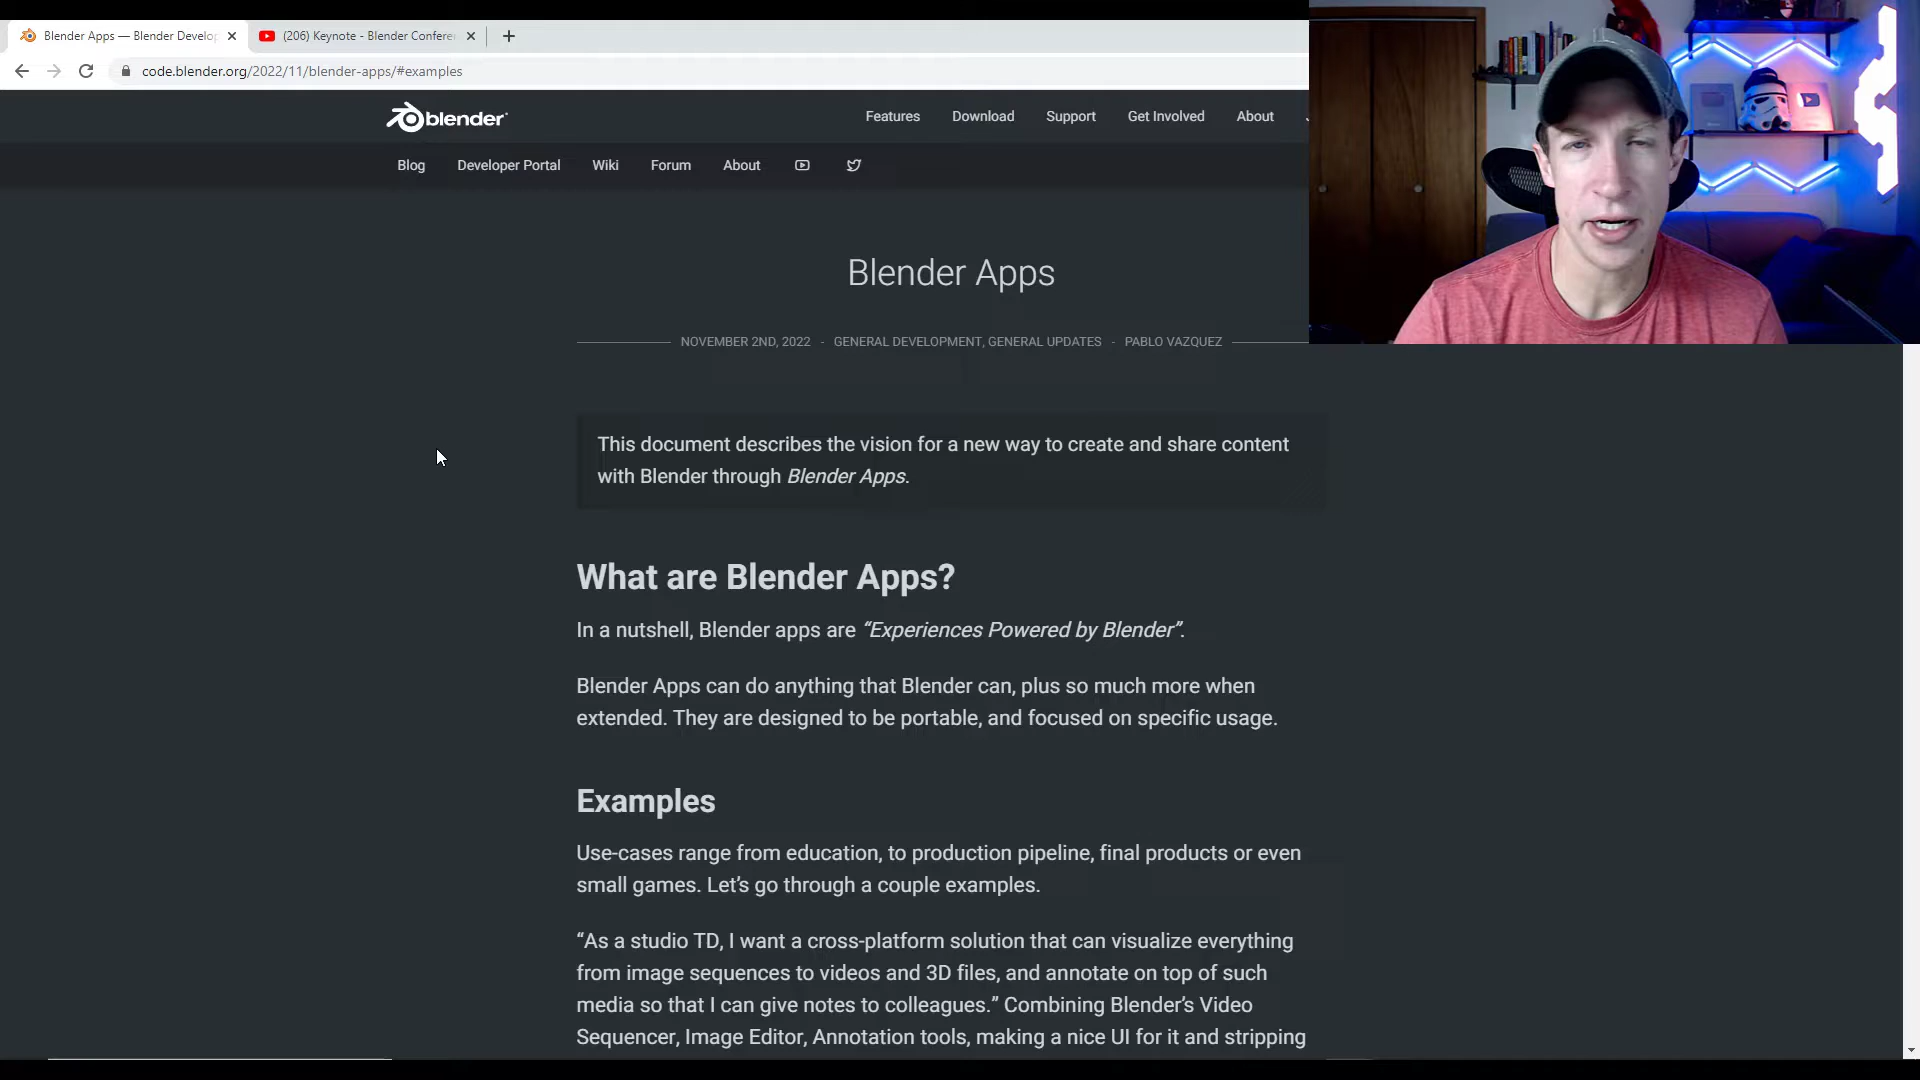 Blender Apps — Blender Develop
(206) Keynote - Blender Conferen
code.blender.org/2022/11/blender-apps/#examples
blender
Features Download Support Get Involved About
Blog Developer Portal Wiki Forum About
Blender Apps
NOVEMBER 2ND, 2022 - GENERAL DEVELOPMENT, GENERAL UPDATES - PABLO VAZQUEZ
This document describes the vision for a new way to create and share content
with Blender through Blender Apps.
What are Blender Apps?
In a nutshell, Blender apps are “Experiences Powered by Blender”.
Blender Apps can do anything that Blender can, plus so much more when
extended. They are designed to be portable, and focused on specific usage.
Examples
Use-cases range from education, to production pipeline, final products or even
small games. Let’s go through a couple examples.
“As a studio TD, I want a cross-platform solution that can visualize everything
from image sequences to videos and 3D files, and annotate on top of such
media so that I can give notes to colleagues.” Combining Blender’s Video
Sequencer, Image Editor, Annotation tools, making a nice UI for it and stripping